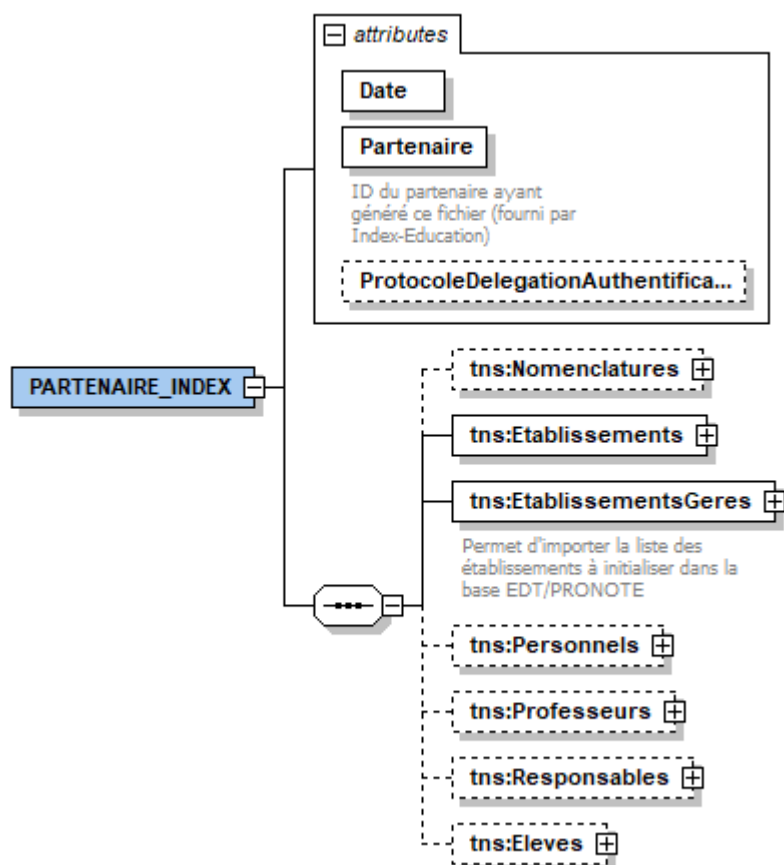 attributes
Date
Partenaire
ID du partenaire ayant
généré ce fichier (fourni par
Index-Education)
ProtocoleDelegationAuthentifica...
PARTENAIRE_INDEX
tns:Nomenclatures
tns:Etablissements
tns:EtablissementsGeres
Permet d'importer la liste des
établissements à initialiser dans la
base EDT/PRONOTE
tns:Personnels
tns:Professeurs
tns:Responsables
tns:Eleves